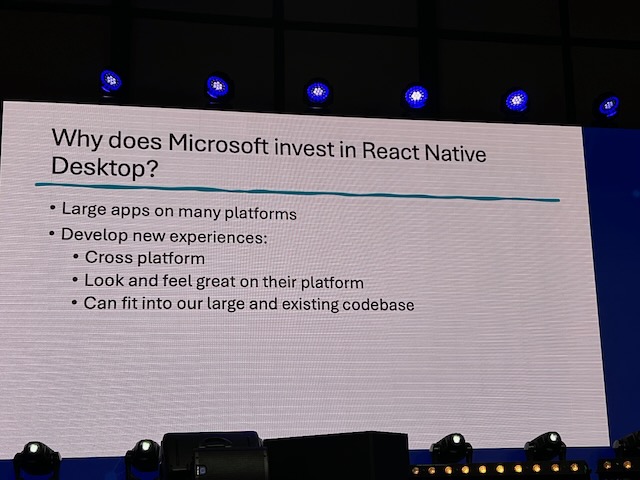 Why does Microsoft invest in React Native
Desktop?
• Large apps on many platforms
• Develop new experiences:
• Cross platform
• Look and feel great on their platform
• Can fit into our large and existing codebase